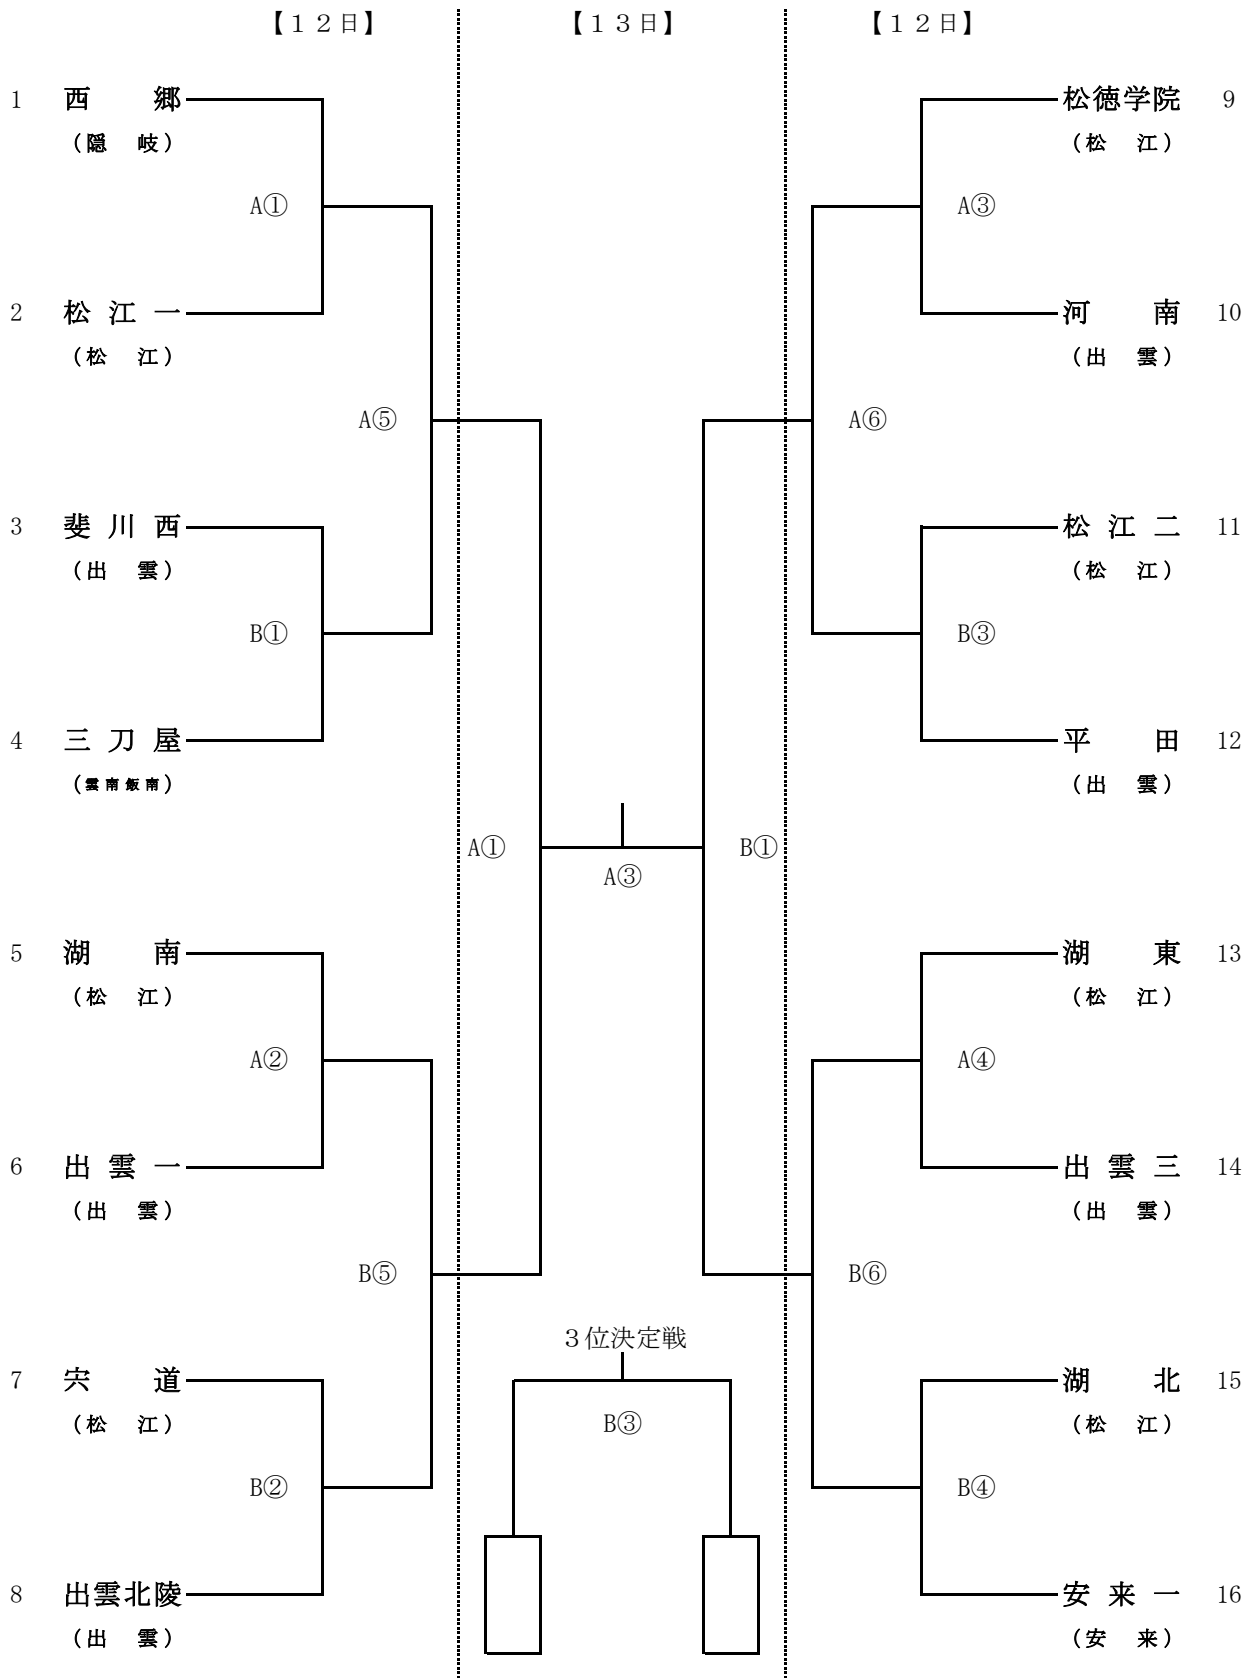 【１２日】 【１３日】 【１２日】
1 西 郷 松徳学院 9
（隠 岐） （松 江）
A① A③
2 松 江 一 河 南 10
（松 江） （出 雲）
A⑤ A⑥
3 斐 川 西 松 江 二 11
（出 雲） （松 江）
B① B③
4 三 刀 屋 平 田 12
（雲南飯南） （出 雲）
A① B①
A③
5 湖 南 湖 東 13
（松 江） （松 江）
A② A④
6 出 雲 一 出 雲 三 14
（出 雲） （出 雲）
B⑤ B⑥
３位決定戦
7 宍 道 湖 北 15
（松 江） （松 江）
B③
B② B④
8 出雲北陵 安 来 一 16
（出 雲） （安 来）